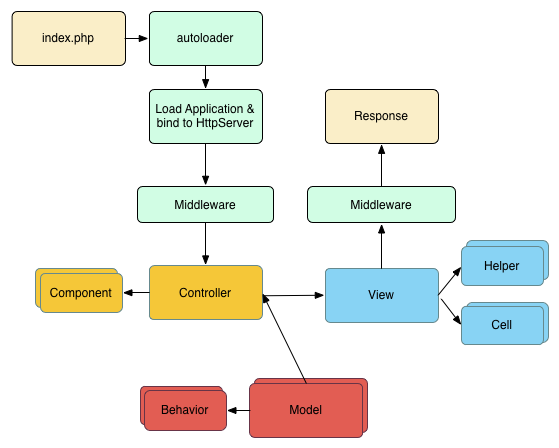 index.php
autoloader
Load Application &
bind to HttpServer
Response
Middleware
Middleware
Component
Controller
View
Helper
Cell
Behavior
Model